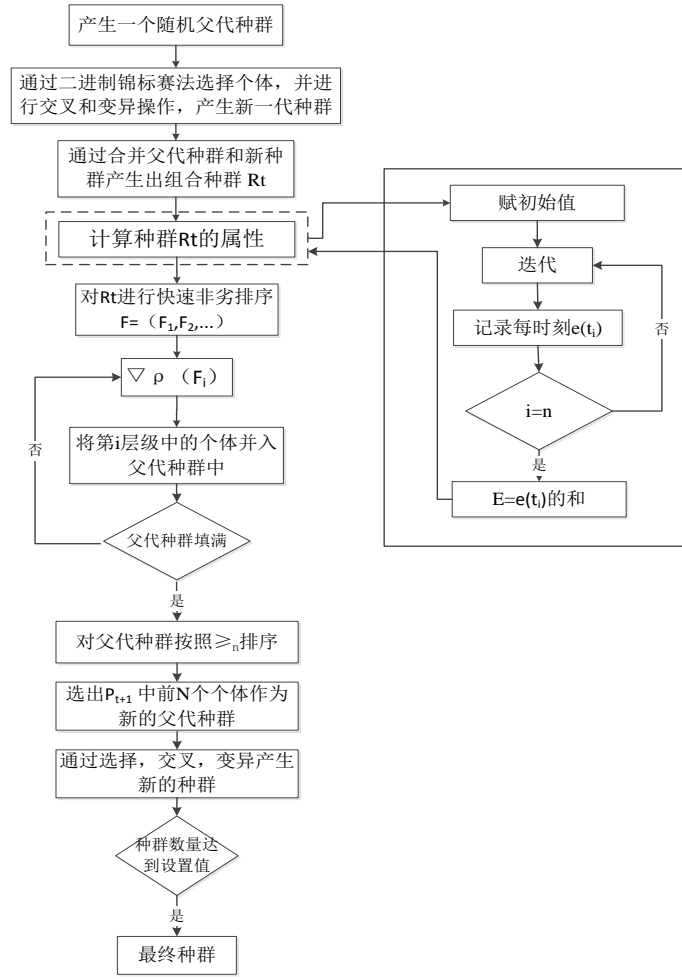 产生一个随机父代种群
通过二进制锦标赛法选择个体，并进
行交叉和变异操作，产生新一代种群
通过合并父代种群和新种
群产生出组合种群 Rt
计算种群Rt的属性
对Rt进行快速非劣排序
F=（F₁,F₂,...）
▽ ρ （Fᵢ）
将第i层级中的个体并入
父代种群中
否
父代种群填满
是
对父代种群按照≥ₙ排序
选出Pₜ₊₁ 中前N个个体作为
新的父代种群
通过选择，交叉，变异产生
新的种群
种群数量达
到设置值
是
最终种群
赋初始值
迭代
记录每时刻e(tᵢ)
否
i=n
是
E=e(tᵢ)的和